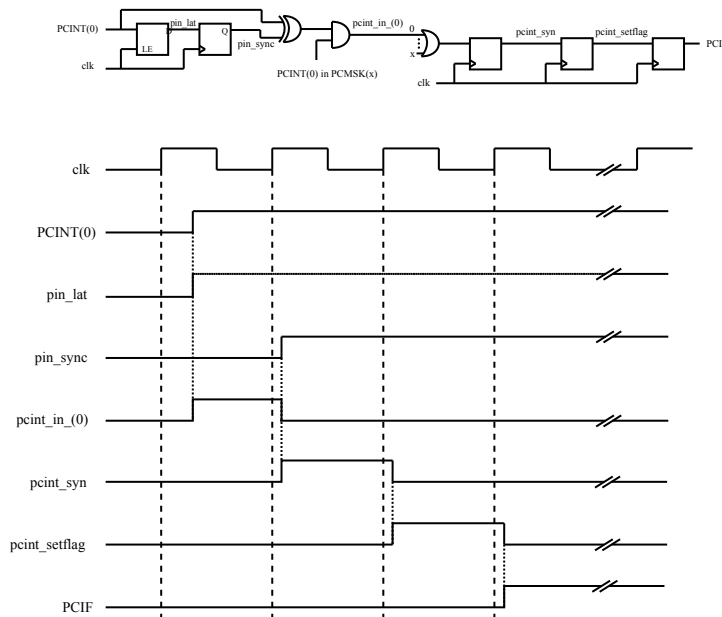 PCINT(0)
pin_lat
D
Q
LE
pin_sync
pcint_in_(0)
0
x
pcint_syn
pcint_setflag
PCI
clk
PCINT(0) in PCMSK(x)
clk
clk
PCINT(0)
pin_lat
pin_sync
pcint_in_(0)
pcint_syn
pcint_setflag
PCIF